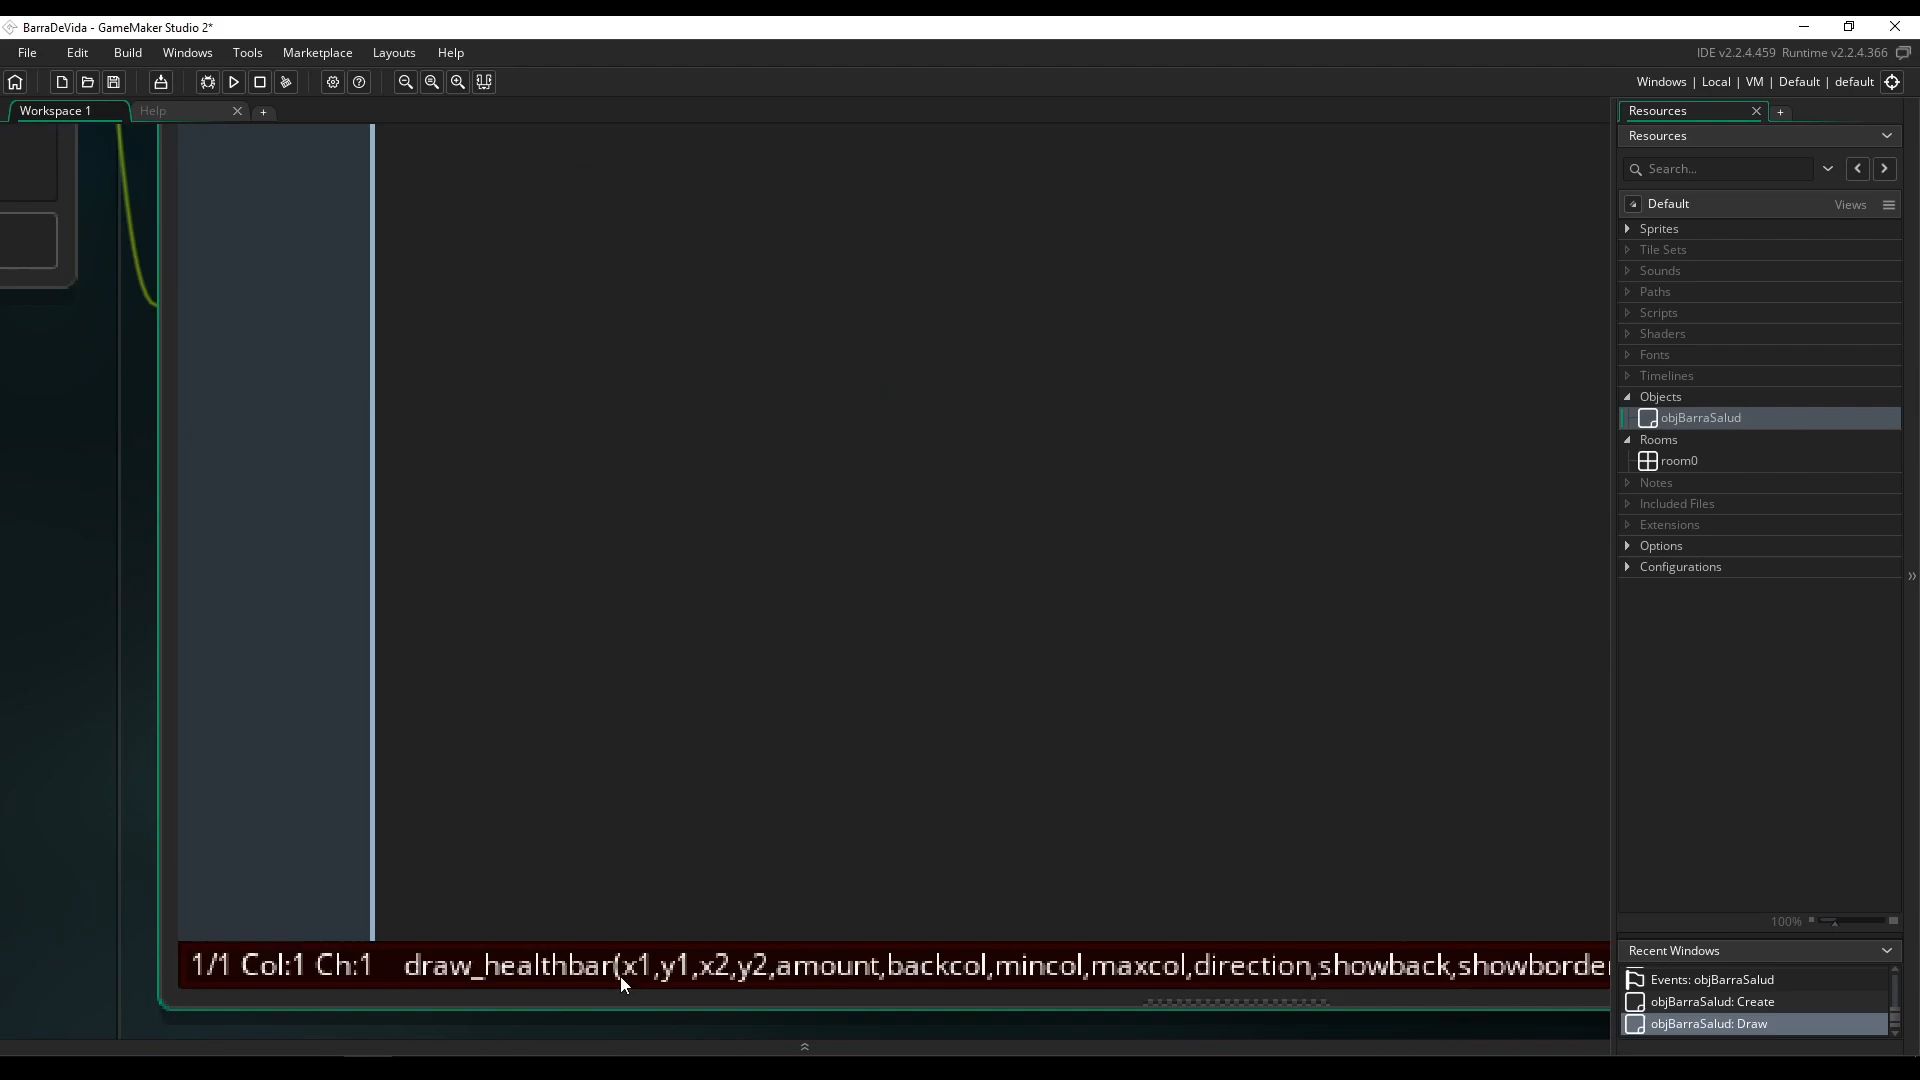 BarraDeVida - GameMaker Studio 2*
File Edit Build Windows Tools Marketplace Layouts Help
IDE v2.2.4.459 Runtime v2.2.4.366
Windows | Local | VM | Default | default
Workspace 1
Help
Resources
Resources
Search...
Default
Views
Sprites
Tile Sets
Sounds
Paths
Scripts
Shaders
Fonts
Timelines
Objects
objBarraSalud
Rooms
room0
Notes
Included Files
Extensions
Options
Configurations
100%
Recent Windows
Events: objBarraSalud
objBarraSalud: Create
objBarraSalud: Draw
1/1 Col:1 Ch:1 draw_healthbar(x1,y1,x2,y2,amount,backcol,mincol,maxcol,direction,showback,showborder